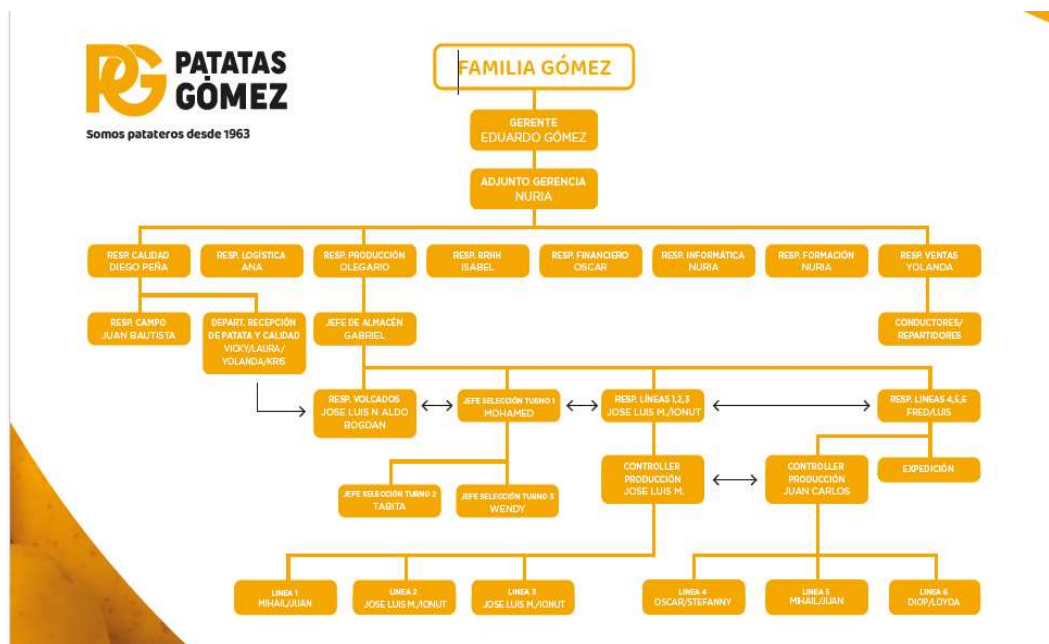 PG
PATATAS
GÓMEZ
Somos patateros desde 1963
FAMILIA GÓMEZ
GERENTE
EDUARDO GÓMEZ
ADJUNTO GERENCIA
NURIA
RESP. CALIDAD
DIEGO PEÑA
RESP. LOGÍSTICA
ANA
RESP. PRODUCCIÓN
OLEGARIO
RESP. RRHH
ISABEL
RESP. FINANCIERO
OSCAR
RESP. INFORMÁTICA
NURIA
RESP. FORMACIÓN
NURIA
RESP. VENTAS
YOLANDA
RESP. CAMPO
JUAN BAUTISTA
DEPART. RECEPCIÓN
DE PATATA Y CALIDAD
VICKY/LAURA/
YOLANDA/KRIS
JEFE DE ALMACÉN
GABRIEL
CONDUCTORES/
REPARTIDORES
RESP. VOLCADOS
JOSE LUIS N ALDO
BOGDAN
JEFE SELECCIÓN TURNO 1
MOHAMED
RESP. LÍNEAS 1,2,3
JOSE LUIS M./IONUT
RESP. LINEAS 4,5,6
FRED/LUIS
JEFE SELECCIÓN TURNO 2
TABITA
JEFE SELECCIÓN TURNO 3
WENDY
CONTROLLER
PRODUCCIÓN
JOSE LUIS M.
CONTROLLER
PRODUCCIÓN
JUAN CARLOS
EXPEDICIÓN
LINEA 1
MIHAIL/JUAN
LINEA 2
JOSE LUIS M./IONUT
LINEA 3
JOSE LUIS M./IONUT
LINEA 4
OSCAR/STEFANNY
LINEA 5
MIHAIL/JUAN
LINEA 6
DIOP/LOYDA